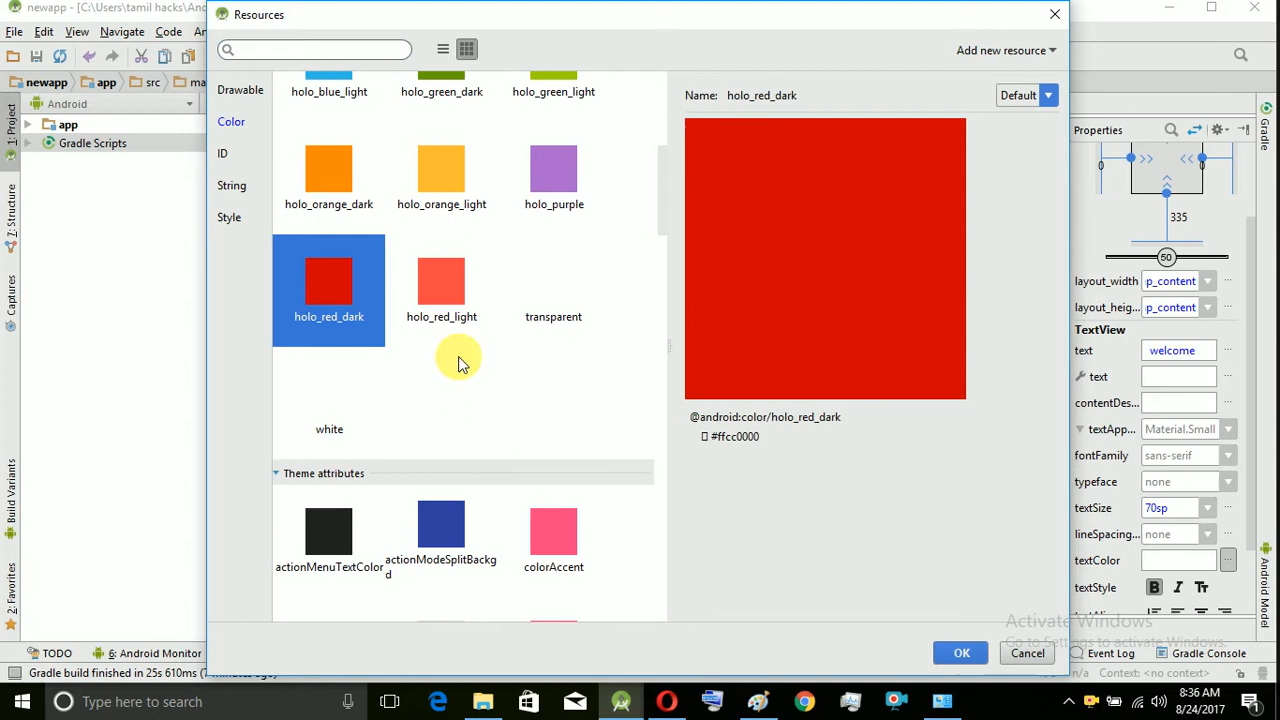 newapp - [C:\Users\tamil hacks\
Resources
File Edit View Navigate Code
Add new resource
newapp app src
Android
app
Gradle Scripts
1: Project
7: Structure
Captures
Build Variants
2: Favorites
Drawable
Color
ID
String
Style
holo_blue_light holo_green_dark holo_green_light
holo_orange_dark holo_orange_light holo_purple
holo_red_dark holo_red_light transparent
white
Theme attributes
actionMenuTextColor actionModeSplitBackg
d
colorAccent
Name: holo_red_dark Default
@android:color/holo_red_dark
#ffcc0000
OK Cancel
Properties
0 >> << 0
335
50
layout_width p_content
layout_heig... p_content
TextView
text welcome
text
contentDes...
textApp... Material.Small
fontFamily sans-serif
typeface none
textSize 70sp
lineSpacing... none
textColor
textStyle B I Tт
Gradle
Android Model
Activate Windows
Go to Settings to activate Windows.
TODO 6: Android Monitor Event Log Gradle Console
Gradle build finished in 25s 610ms
Context: <no context>
Type here to search
8:36 AM
8/24/2017
1